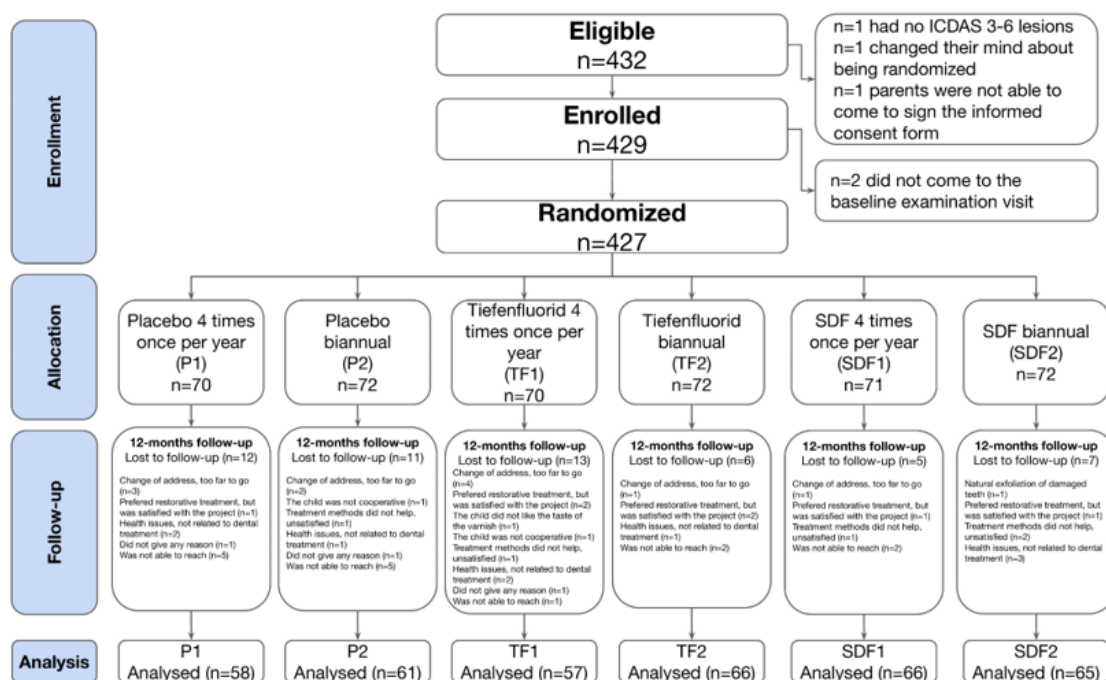 Enrollment
Eligible
n=432
n=1 had no ICDAS 3-6 lesions
n=1 changed their mind about
being randomized
n=1 parents were not able to
come to sign the informed
consent form
Enrolled
n=429
n=2 did not come to the
baseline examination visit
Randomized
n=427
Allocation
Placebo 4 times
once per year
(P1)
n=70
Placebo
biannual
(P2)
n=72
Tiefenfluorid 4
times once per
year
(TF1)
n=70
Tiefenfluorid
biannual
(TF2)
n=72
SDF 4 times
once per year
(SDF1)
n=71
SDF biannual
(SDF2)
n=72
Follow-up
12-months follow-up
Lost to follow-up (n=12)
Change of address, too far to go
(n=3)
Prefered restorative treatment, but
was satisfied with the project (n=1)
Health issues, not related to dental
treatment (n=2)
Did not give any reason (n=1)
Was not able to reach (n=5)
12-months follow-up
Lost to follow-up (n=11)
Change of address, too far to go
(n=2)
The child was not cooperative (n=1)
Treatment methods did not help,
unsatisfied (n=1)
Health issues, not related to dental
treatment (n=1)
Did not give any reason (n=1)
Was not able to reach (n=5)
12-months follow-up
Lost to follow-up (n=13)
Change of address, too far to go
(n=4)
Prefered restorative treatment, but
was satisfied with the project (n=2)
The child did not like the taste of
the varnish (n=1)
The child was not cooperative (n=1)
Treatment methods did not help,
unsatisfied (n=1)
Health issues, not related to dental
treatment (n=2)
Did not give any reason (n=1)
Was not able to reach (n=1)
12-months follow-up
Lost to follow-up (n=6)
Change of address, too far to go
(n=1)
Prefered restorative treatment, but
was satisfied with the project (n=2)
Health issues, not related to dental
treatment (n=1)
Was not able to reach (n=2)
12-months follow-up
Lost to follow-up (n=5)
Change of address, too far to go
(n=1)
Prefered restorative treatment, but
was satisfied with the project (n=1)
Treatment methods did not help,
unsatisfied (n=1)
Was not able to reach (n=2)
12-months follow-up
Lost to follow-up (n=7)
Natural exfoliation of damaged
teeth (n=1)
Prefered restorative treatment, but
was satisfied with the project (n=1)
Treatment methods did not help,
unsatisfied (n=2)
Health issues, not related to dental
treatment (n=3)
Analysis
P1
Analysed (n=58)
P2
Analysed (n=61)
TF1
Analysed (n=57)
TF2
Analysed (n=66)
SDF1
Analysed (n=66)
SDF2
Analysed (n=65)